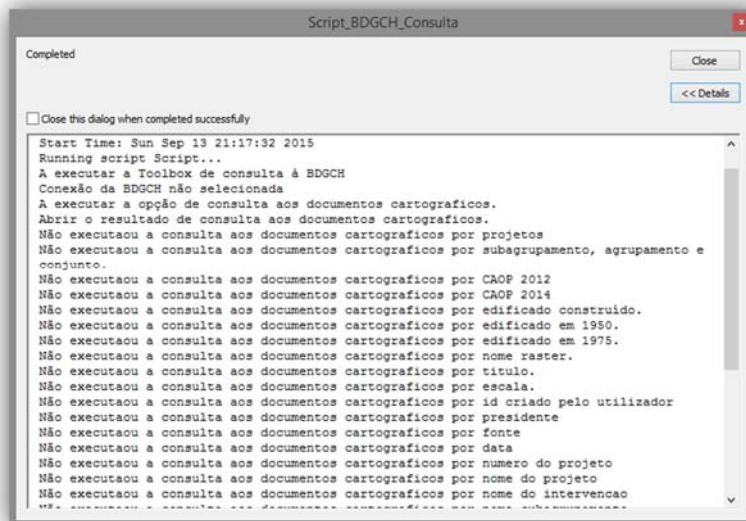 Script_BDGCH_Consulta
x
Completed
Close
<< Details
Close this dialog when completed successfully
Start Time: Sun Sep 13 21:17:32 2015
Running script Script...
A executar a Toolbox de consulta à BDGCH
Conexão da BDGCH não selecionada
A executar a opção de consulta aos documentos cartograficos.
Abrir o resultado de consulta aos documentos cartograficos.
Não executaou a consulta aos documentos cartograficos por projetos
Não executaou a consulta aos documentos cartograficos por subagrupamento, agrupamento e
conjunto.
Não executaou a consulta aos documentos cartograficos por CAOP 2012
Não executaou a consulta aos documentos cartograficos por CAOP 2014
Não executaou a consulta aos documentos cartograficos por edificado construído.
Não executaou a consulta aos documentos cartograficos por edificado em 1950.
Não executaou a consulta aos documentos cartograficos por edificado em 1975.
Não executaou a consulta aos documentos cartograficos por nome raster.
Não executaou a consulta aos documentos cartograficos por titulo.
Não executaou a consulta aos documentos cartograficos por escala.
Não executaou a consulta aos documentos cartograficos por id criado pelo utilizador
Não executaou a consulta aos documentos cartograficos por presidente
Não executaou a consulta aos documentos cartograficos por fonte
Não executaou a consulta aos documentos cartograficos por data
Não executaou a consulta aos documentos cartograficos por numero do projeto
Não executaou a consulta aos documentos cartograficos por nome do projeto
Não executaou a consulta aos documentos cartograficos por nome do intervencao